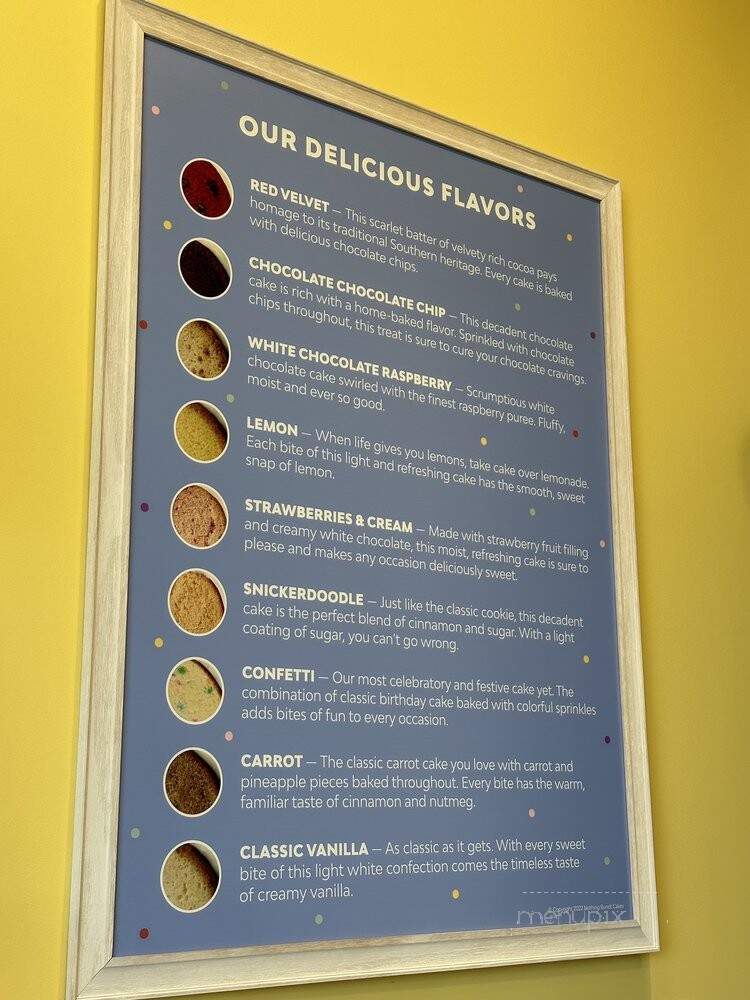 OUR DELICIOUS FLAVORS
RED VELVET — This scarlet batter of velvety rich cocoa pays
homage to its traditional Southern heritage. Every cake is baked
with delicious chocolate chips.
CHOCOLATE CHOCOLATE CHIP — This decadent chocolate
cake is rich with a home-baked flavor. Sprinkled with chocolate
chips throughout, this treat is sure to cure your chocolate cravings.
WHITE CHOCOLATE RASPBERRY — Scrumptious white
chocolate cake swirled with the finest raspberry puree. Fluffy,
moist and ever so good.
LEMON — When life gives you lemons, take cake over lemonade.
Each bite of this light and refreshing cake has the smooth, sweet
snap of lemon.
STRAWBERRIES & CREAM — Made with strawberry fruit filling
and creamy white chocolate, this moist, refreshing cake is sure to
please and makes any occasion deliciously sweet.
SNICKERDOODLE — Just like the classic cookie, this decadent
cake is the perfect blend of cinnamon and sugar. With a light
coating of sugar, you can't go wrong.
CONFETTI — Our most celebratory and festive cake yet. The
combination of classic birthday cake baked with colorful sprinkles
adds bites of fun to every occasion.
CARROT — The classic carrot cake you love with carrot and
pineapple pieces baked throughout. Every bite has the warm,
familiar taste of cinnamon and nutmeg.
CLASSIC VANILLA — As classic as it gets. With every sweet
bite of this light white confection comes the timeless taste
of creamy vanilla.
© Copyright 2022 Nothing Bundt Cakes
menupix